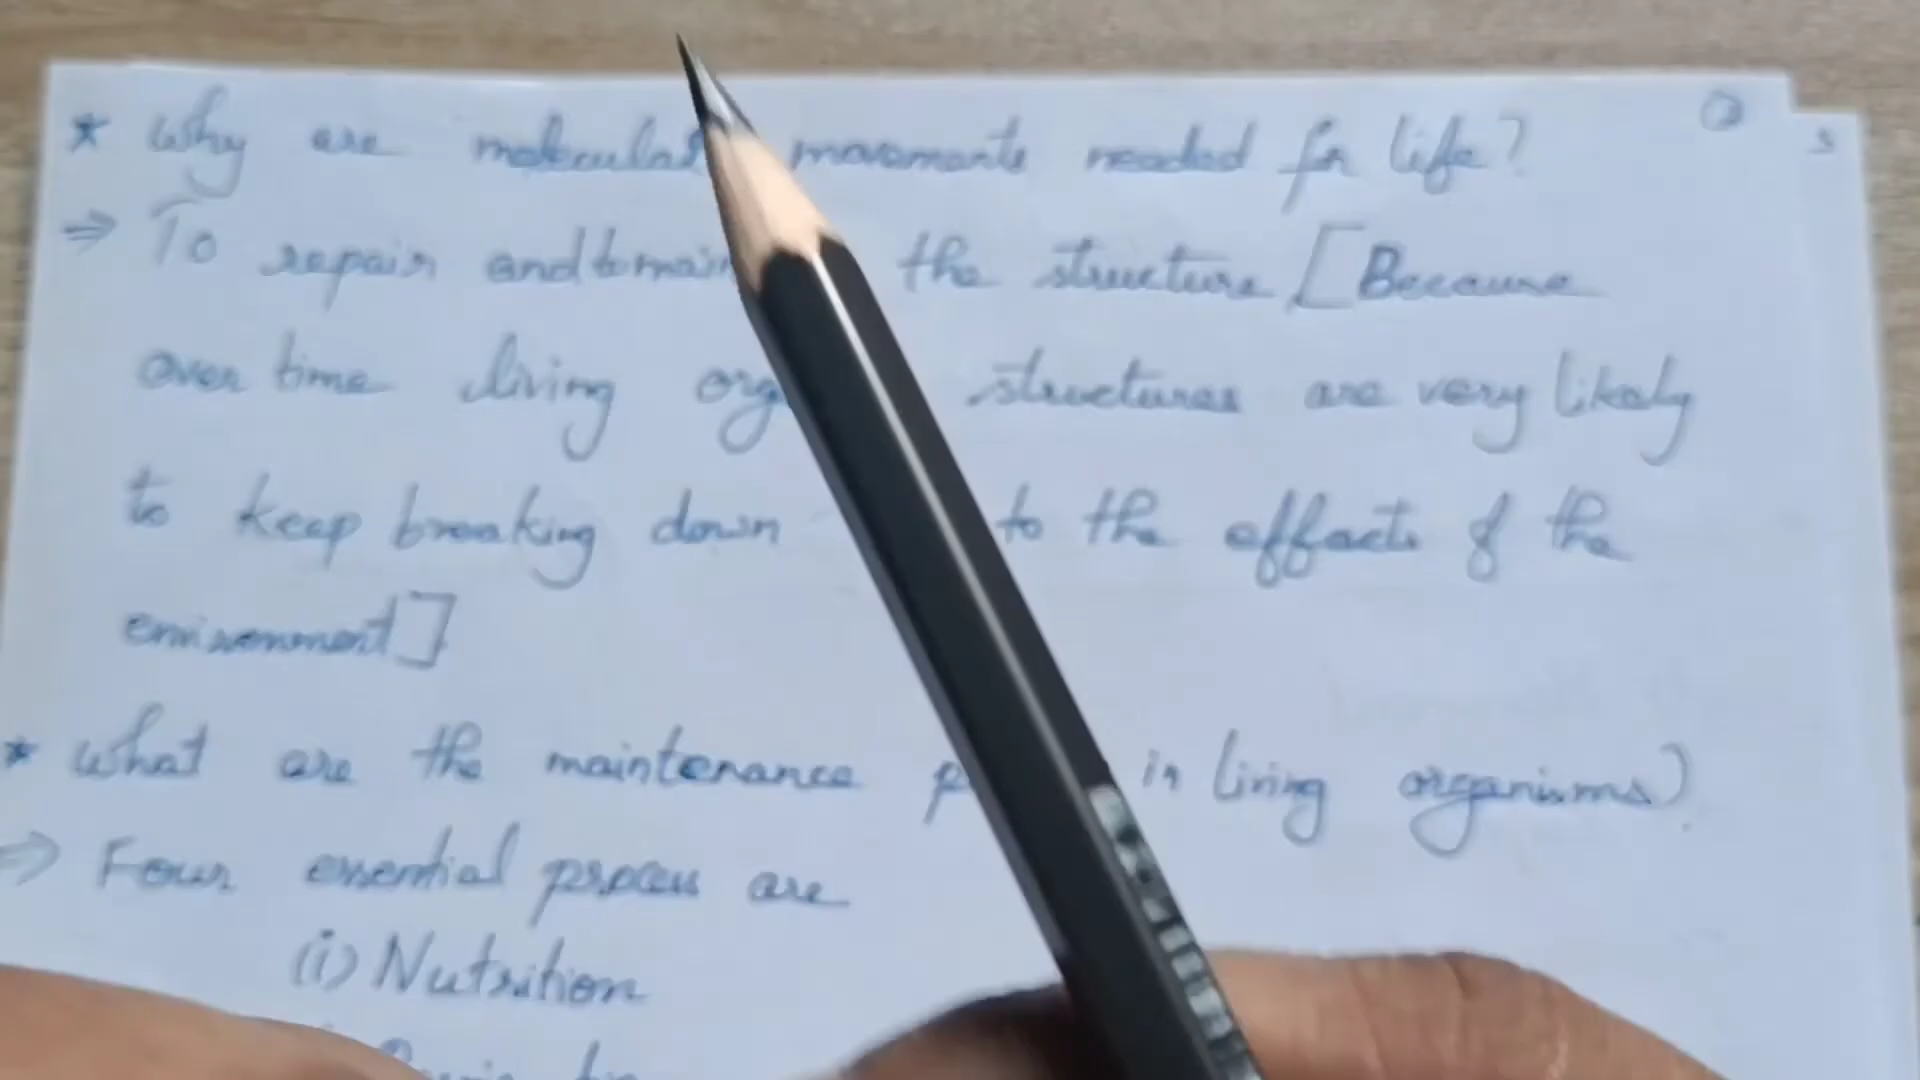 * Why are molecular movements needed for life?
⇒ To repair and to main the structure [Because
over time living org structures are very likely
to keep breaking down to the effects of the
environment]
* What are the maintenance p in living organisms?
⇒ Four essential process are
(i) Nutrition